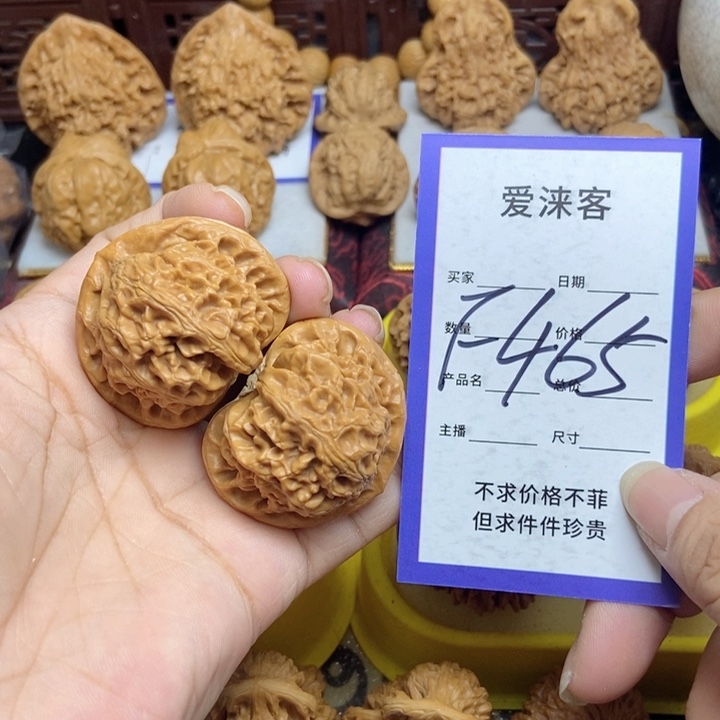 爱涞客
买家 日期
数量 价格
F-465
产品名 总价
主播 尺寸
不求价格不菲
但求件件珍贵